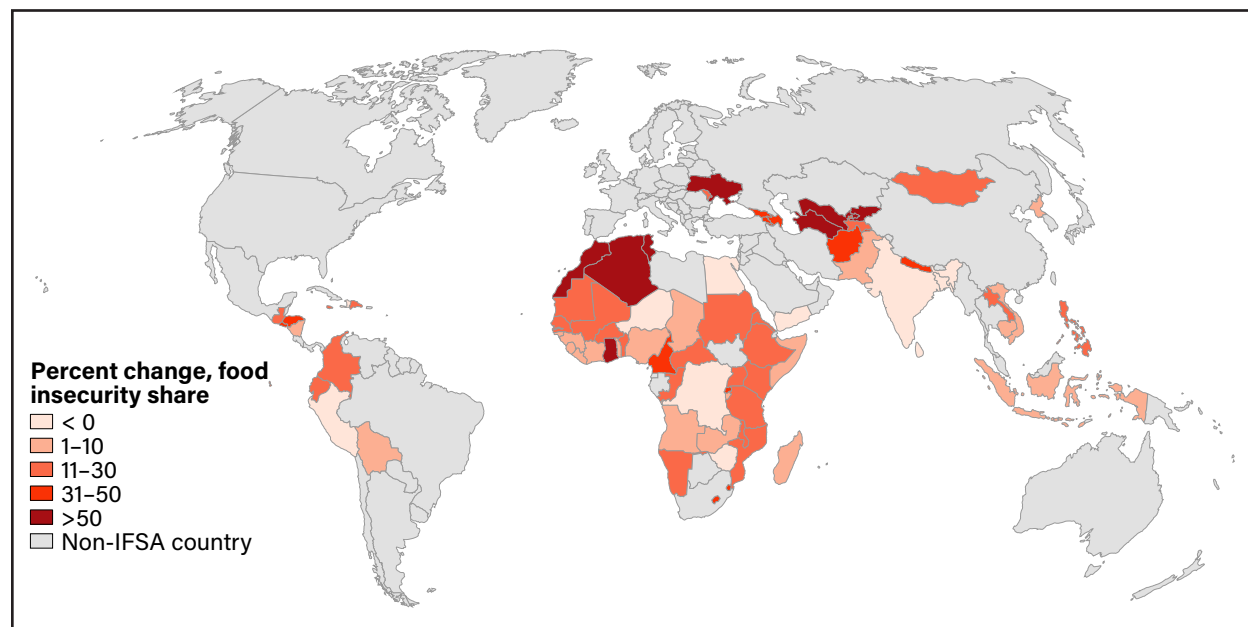 Percent change, food
insecurity share
< 0
1–10
11–30
31–50
>50
Non-IFSA country